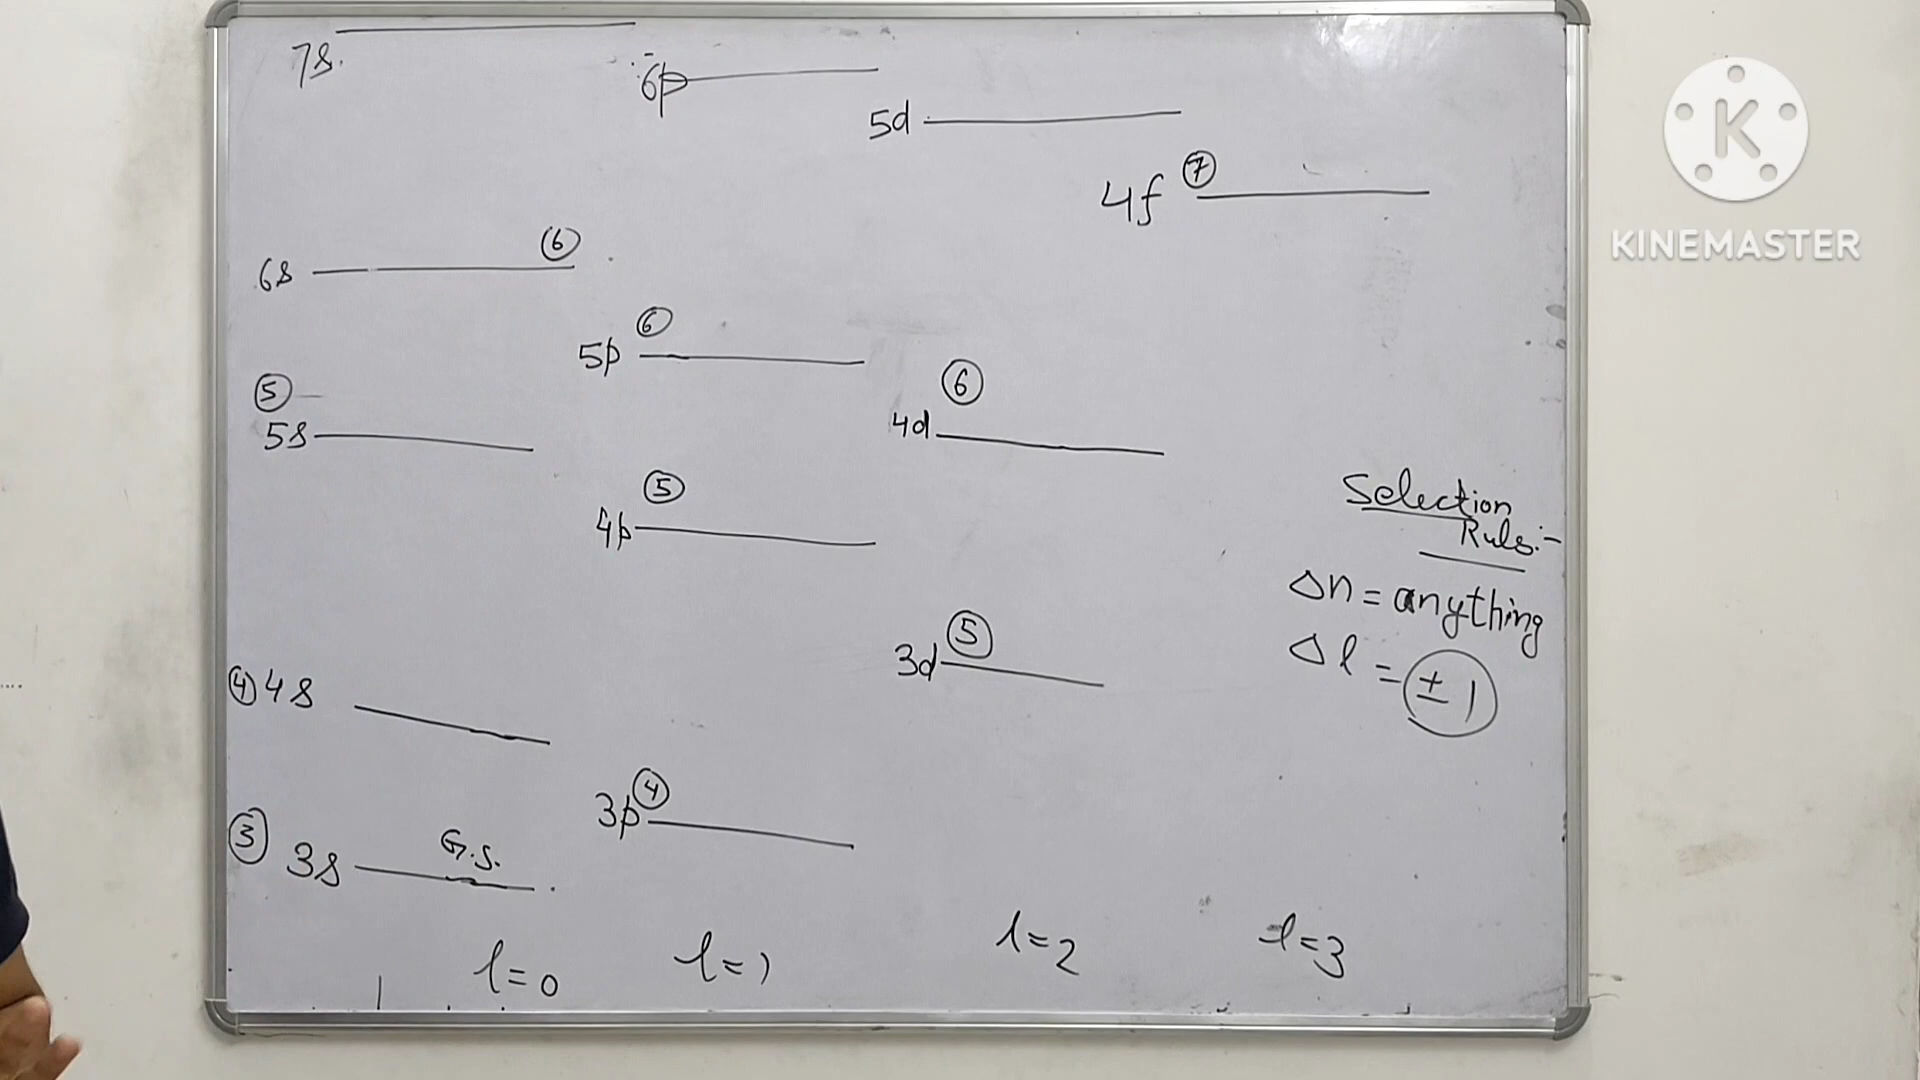 7s.
6p
5d
4f ⑦
6s ⑥
5p ⑥
⑤
5s
4d ⑥
4p ⑤
Selection
Rules:-
Δn = anything
Δl = ±1
3d ⑤
④ 4s
3p ④
③ 3s G.S.
l=0
l=1
l=2
l=3
K
KINEMASTER